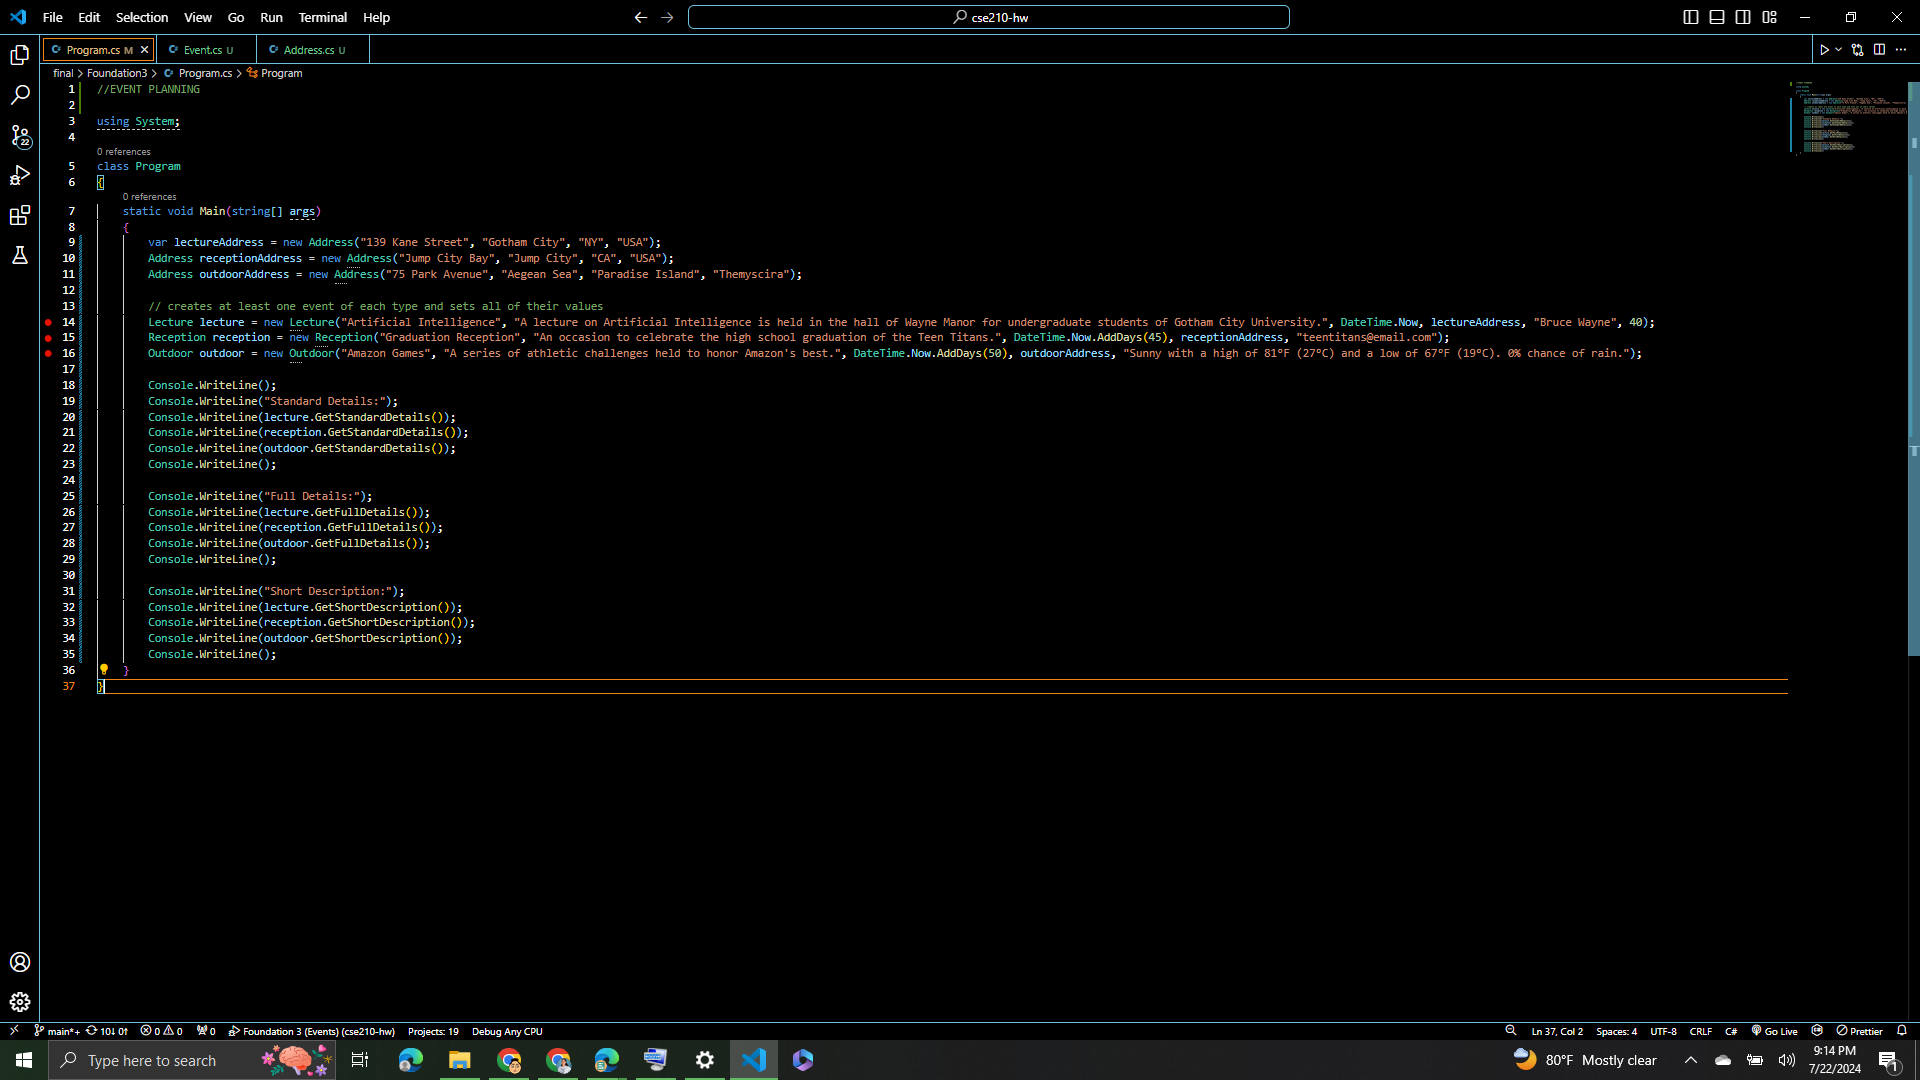 File Edit Selection View Go Run Terminal Help
cse210-hw
Program.cs M
Event.cs U
Address.cs U
final > Foundation3 > Program.cs > Program
1 //EVENT PLANNING
2
3 using System;
4
0 references
5 class Program
6 {
0 references
7 static void Main(string[] args)
8 {
9 var lectureAddress = new Address("139 Kane Street", "Gotham City", "NY", "USA");
10 Address receptionAddress = new Address("Jump City Bay", "Jump City", "CA", "USA");
11 Address outdoorAddress = new Address("75 Park Avenue", "Aegean Sea", "Paradise Island", "Themyscira");
12
13 // creates at least one event of each type and sets all of their values
14 Lecture lecture = new Lecture("Artificial Intelligence", "A lecture on Artificial Intelligence is held in the hall of Wayne Manor for undergraduate students of Gotham City University.", DateTime.Now, lectureAddress, "Bruce Wayne", 40);
15 Reception reception = new Reception("Graduation Reception", "An occasion to celebrate the high school graduation of the Teen Titans.", DateTime.Now.AddDays(45), receptionAddress, "teentitans@email.com");
16 Outdoor outdoor = new Outdoor("Amazon Games", "A series of athletic challenges held to honor Amazon's best.", DateTime.Now.AddDays(50), outdoorAddress, "Sunny with a high of 81°F (27°C) and a low of 67°F (19°C). 0% chance of rain.");
17
18 Console.WriteLine();
19 Console.WriteLine("Standard Details:");
20 Console.WriteLine(lecture.GetStandardDetails());
21 Console.WriteLine(reception.GetStandardDetails());
22 Console.WriteLine(outdoor.GetStandardDetails());
23 Console.WriteLine();
24
25 Console.WriteLine("Full Details:");
26 Console.WriteLine(lecture.GetFullDetails());
27 Console.WriteLine(reception.GetFullDetails());
28 Console.WriteLine(outdoor.GetFullDetails());
29 Console.WriteLine();
30
31 Console.WriteLine("Short Description:");
32 Console.WriteLine(lecture.GetShortDescription());
33 Console.WriteLine(reception.GetShortDescription());
34 Console.WriteLine(outdoor.GetShortDescription());
35 Console.WriteLine();
36 }
37 }
22
main*+ 10↓ 0↑ 0 0 0 Foundation 3 (Events) (cse210-hw) Projects: 19 Debug Any CPU Ln 37, Col 2 Spaces: 4 UTF-8 CRLF C# Go Live Prettier
Type here to search
80°F Mostly clear
9:14 PM
7/22/2024
1